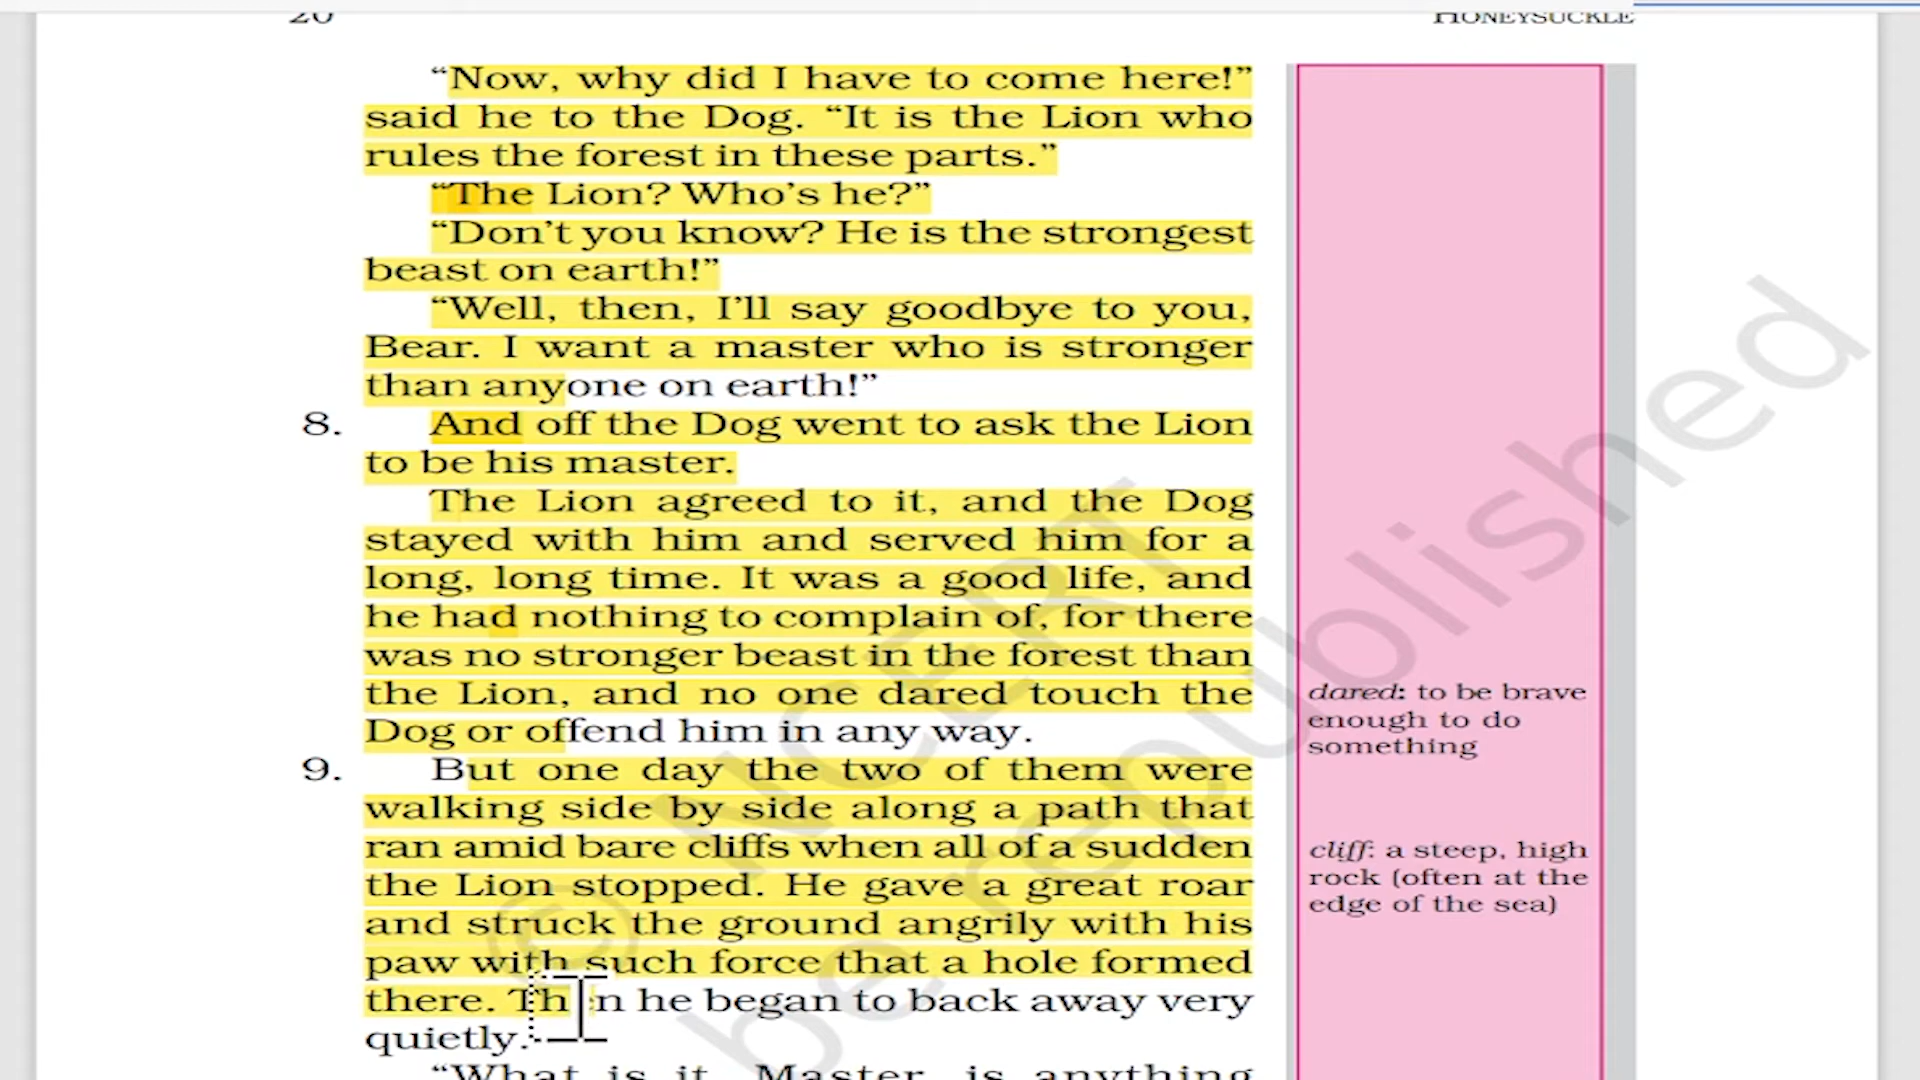 20
HONEYSUCKLE
“Now, why did I have to come here!”
said he to the Dog. “It is the Lion who
rules the forest in these parts.”
“The Lion? Who’s he?”
“Don’t you know? He is the strongest
beast on earth!”
“Well, then, I’ll say goodbye to you,
Bear. I want a master who is stronger
than anyone on earth!”
8. And off the Dog went to ask the Lion
to be his master.
The Lion agreed to it, and the Dog
stayed with him and served him for a
long, long time. It was a good life, and
he had nothing to complain of, for there
was no stronger beast in the forest than
the Lion, and no one dared touch the
Dog or offend him in any way.
9. But one day the two of them were
walking side by side along a path that
ran amid bare cliffs when all of a sudden
the Lion stopped. He gave a great roar
and struck the ground angrily with his
paw with such force that a hole formed
there. Then he began to back away very
quietly.
“What is it, Master, is anything
dared: to be brave
enough to do
something
cliff: a steep, high
rock (often at the
edge of the sea)
© NCERT
be republished